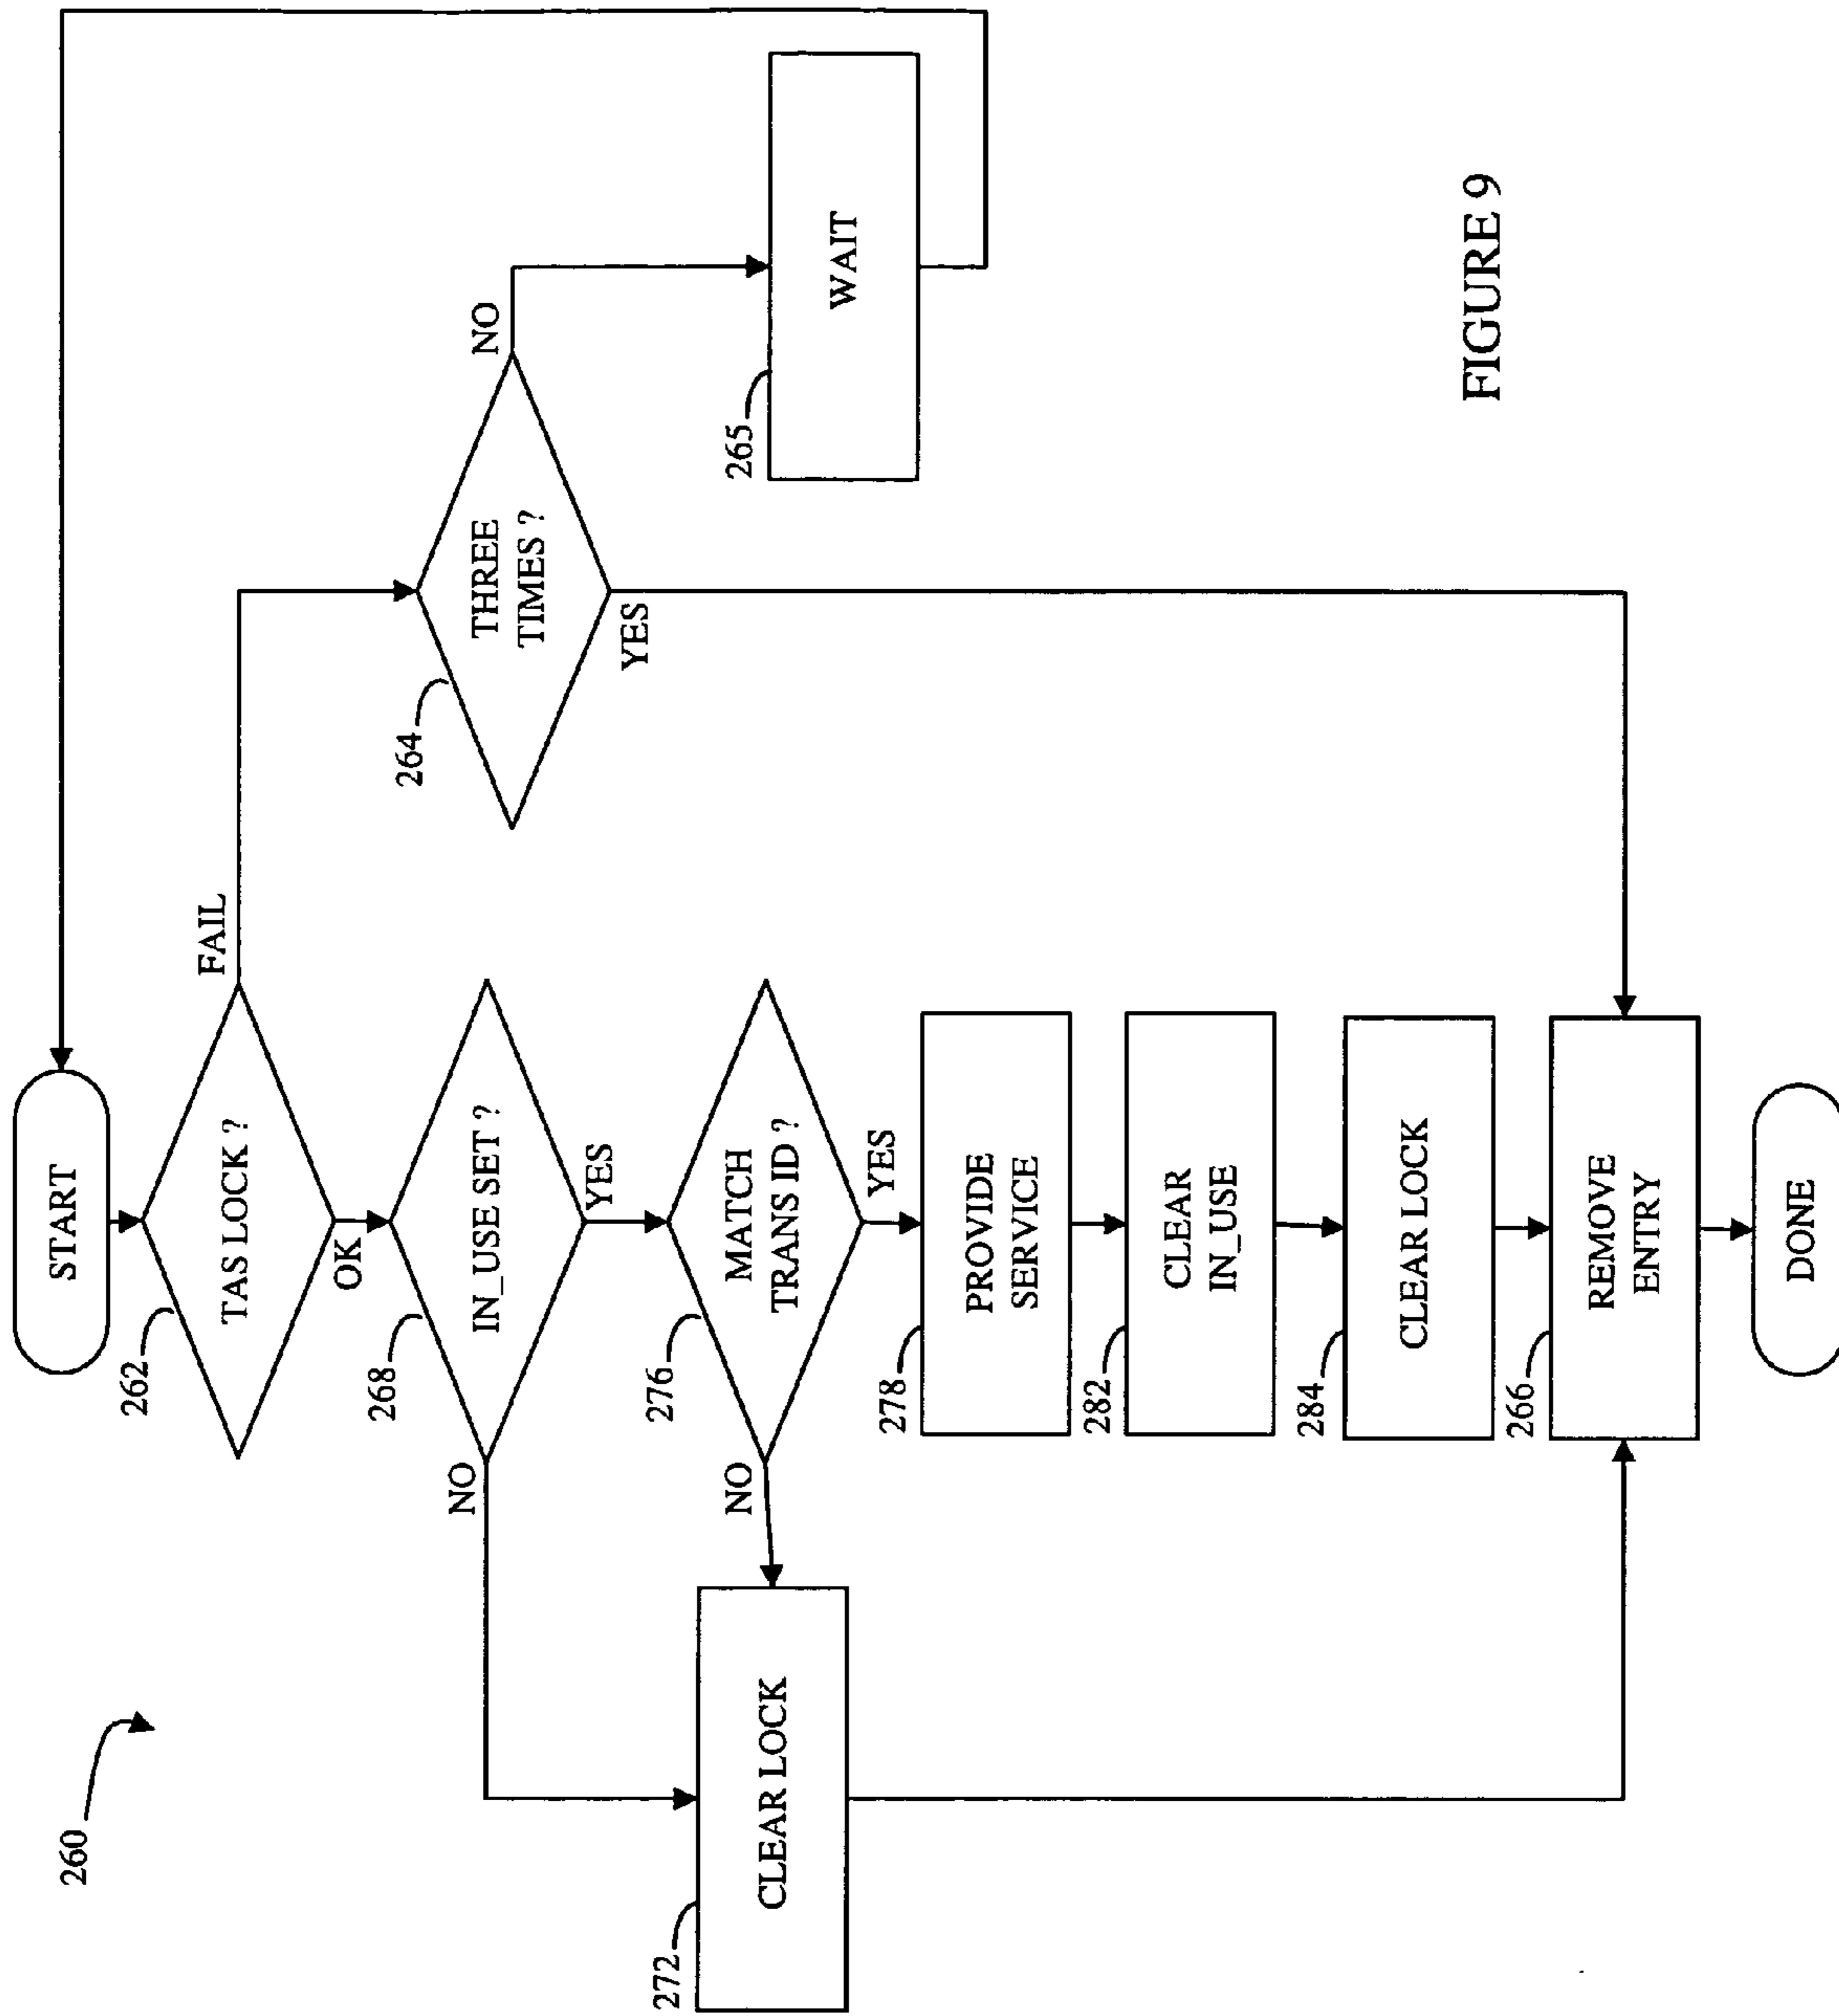 260
START
262
TAS LOCK ?
FAIL
OK
264
THREE
TIMES ?
NO
YES
265
WAIT
268
IN_USE SET ?
NO
YES
276
MATCH
TRANS ID ?
NO
YES
272
CLEAR LOCK
278
PROVIDE
SERVICE
282
CLEAR
IN_USE
284
CLEAR LOCK
266
REMOVE
ENTRY
DONE
FIGURE 9